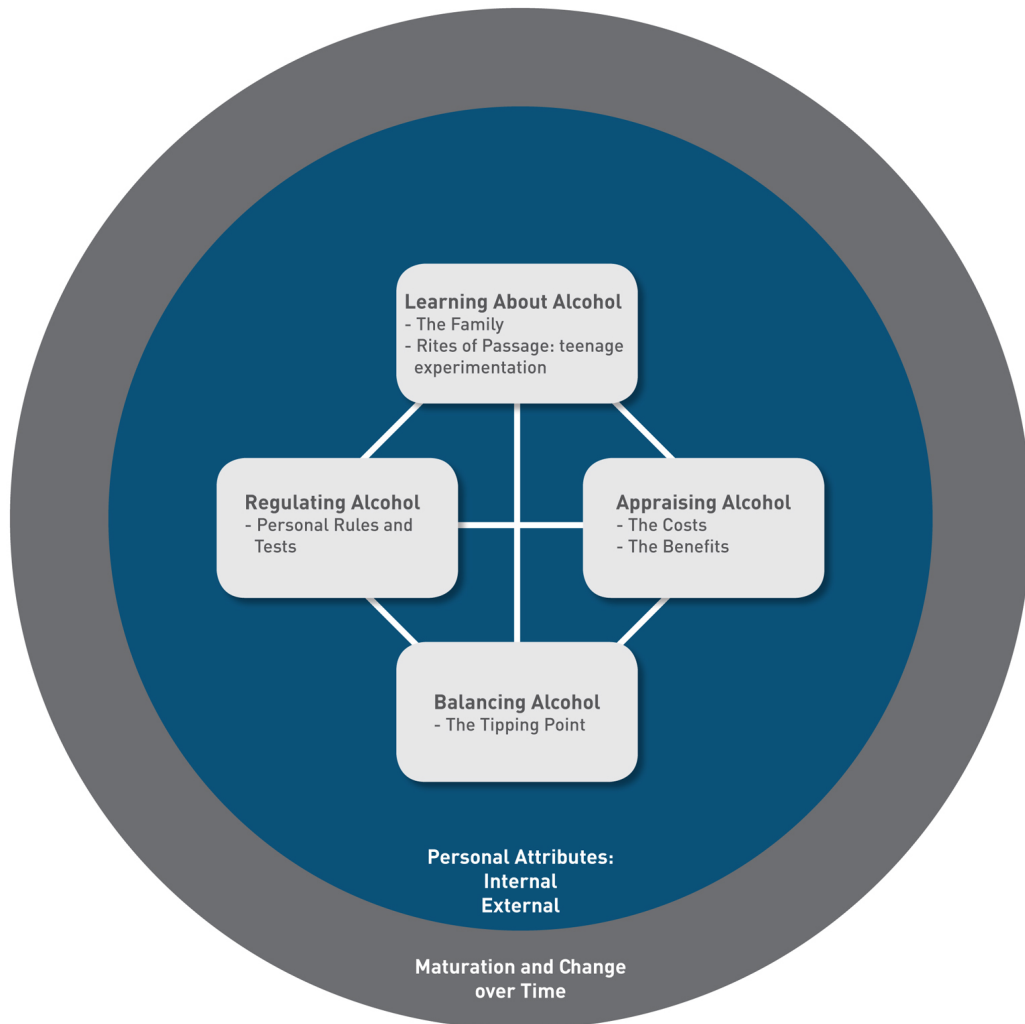 Learning About Alcohol
- The Family
- Rites of Passage: teenage
experimentation
Regulating Alcohol
- Personal Rules and
Tests
Appraising Alcohol
- The Costs
- The Benefits
Balancing Alcohol
- The Tipping Point
Personal Attributes:
Internal
External
Maturation and Change
over Time